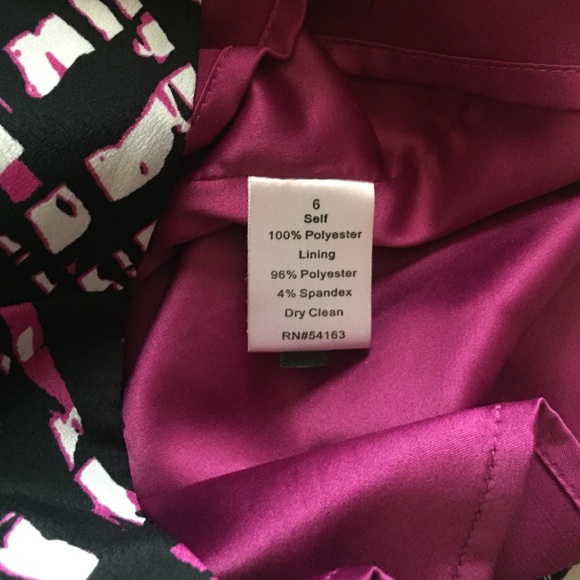 6
Self
100% Polyester
Lining
96% Polyester
4% Spandex
Dry Clean
RN#54163